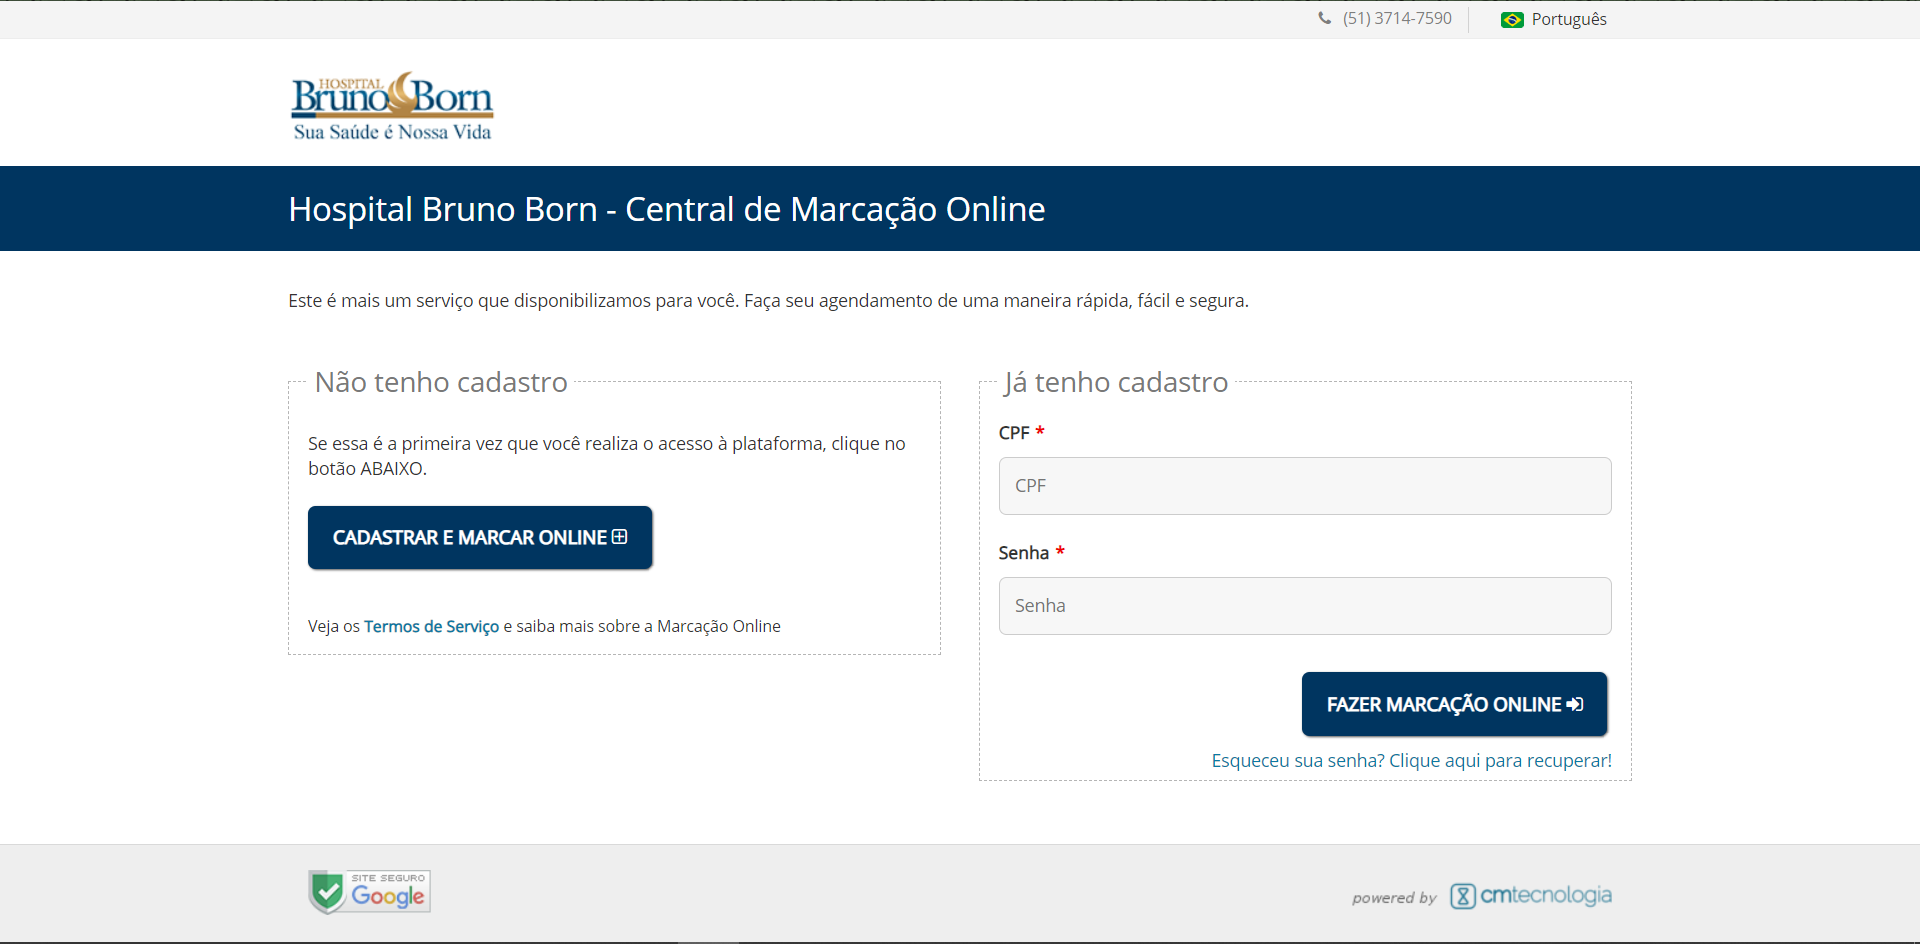 (51) 3714-7590
Português
HOSPITAL
Bruno Born
Sua Saúde é Nossa Vida
Hospital Bruno Born - Central de Marcação Online
Este é mais um serviço que disponibilizamos para você. Faça seu agendamento de uma maneira rápida, fácil e segura.
Não tenho cadastro
Se essa é a primeira vez que você realiza o acesso à plataforma, clique no
botão ABAIXO.
CADASTRAR E MARCAR ONLINE
Veja os Termos de Serviço e saiba mais sobre a Marcação Online
Já tenho cadastro
CPF *
CPF
Senha *
Senha
FAZER MARCAÇÃO ONLINE
Esqueceu sua senha? Clique aqui para recuperar!
SITE SEGURO
Google
powered by cmtecnologia